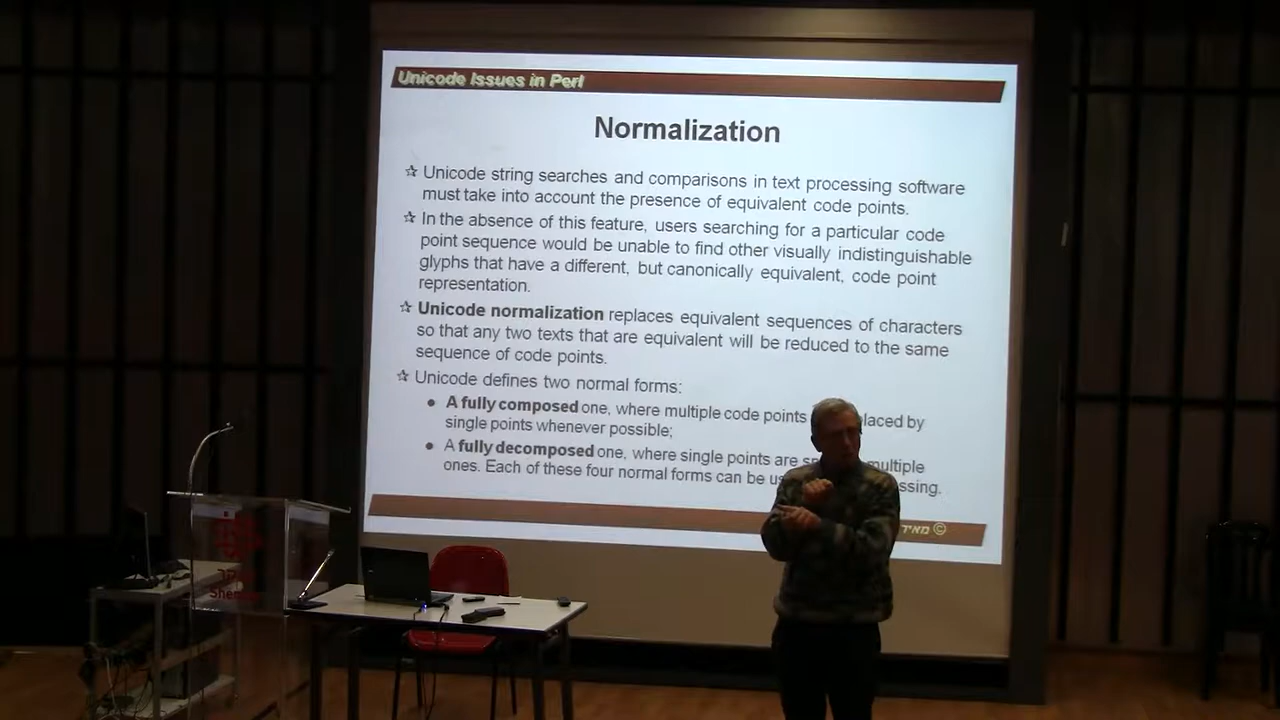 Unicode Issues in Perl
Normalization
Unicode string searches and comparisons in text processing software
must take into account the presence of equivalent code points.
In the absence of this feature, users searching for a particular code
point sequence would be unable to find other visually indistinguishable
glyphs that have a different, but canonically equivalent, code point
representation.
Unicode normalization replaces equivalent sequences of characters
so that any two texts that are equivalent will be reduced to the same
sequence of code points.
Unicode defines two normal forms:
A fully composed one, where multiple code points laced by
single points whenever possible;
A fully decomposed one, where single points are multiple
ones. Each of these four normal forms can be ssing.
© מאיר